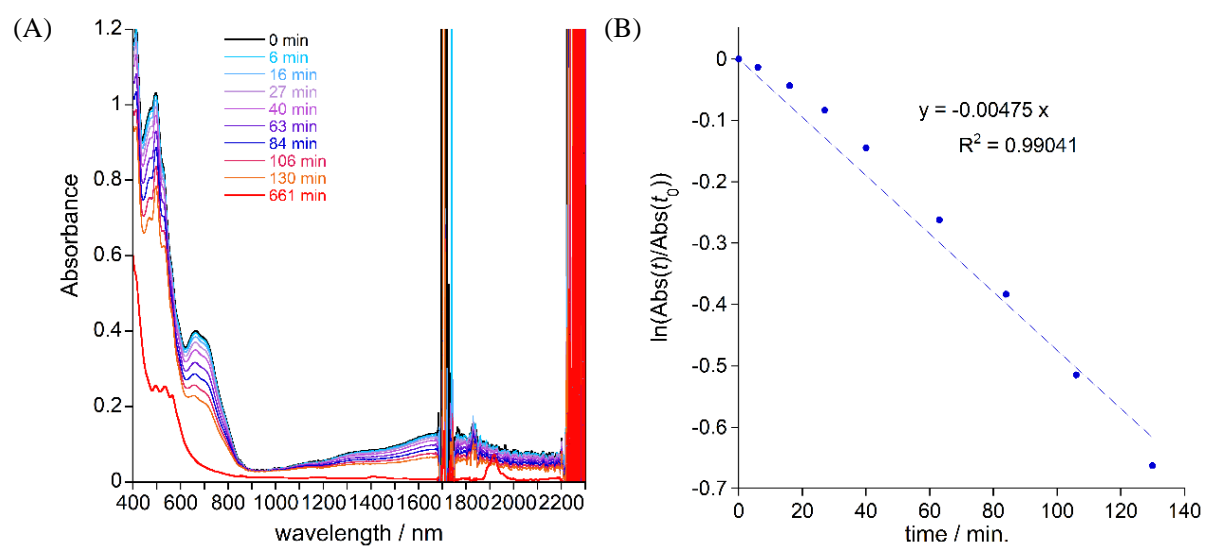 (A)
1.2
1
0.8
0.6
0.4
0.2
0
Absorbance
0 min
6 min
16 min
27 min
40 min
63 min
84 min
106 min
130 min
661 min
400 600 800 1000 1200 1400 1600 1800 2000 2200
wavelength / nm
(B)
0
-0.1
-0.2
-0.3
-0.4
-0.5
-0.6
-0.7
ln(Abs(t)/Abs(t₀))
y = -0.00475 x
R² = 0.99041
0 20 40 60 80 100 120 140
time / min.